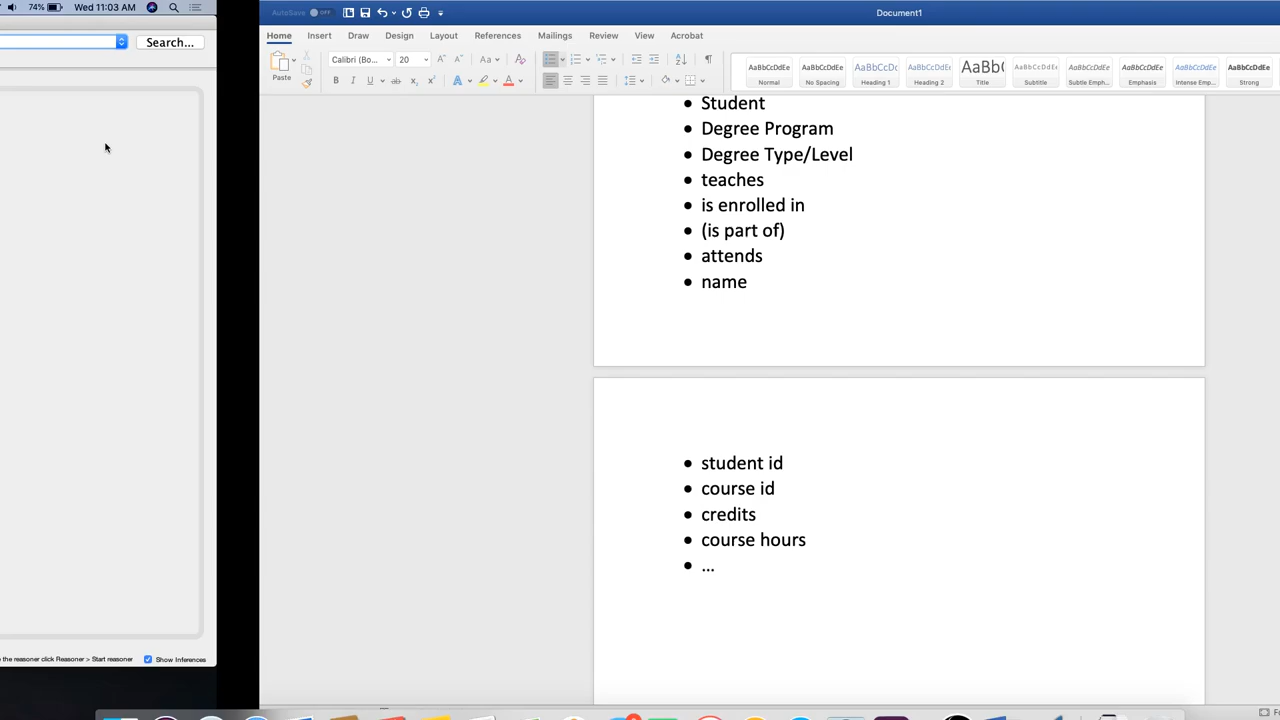 74%
Wed 11:03 AM
Search...
the reasoner click Reasoner > Start reasoner
Show Inferences
AutoSave
OFF
Document1
Home
Insert
Draw
Design
Layout
References
Mailings
Review
View
Acrobat
Paste
Calibri (Bo...
20
AaBbCcDdEe
Normal
AaBbCcDdEe
No Spacing
AaBbCcDc
Heading 1
AaBbCcDdEe
Heading 2
AaBb(
Title
AaBbCcDdEe
Subtitle
AaBbCcDdEe
Subtle Emph...
AaBbCcDdEe
Emphasis
AaBbCcDdEe
Intense Emp...
AaBbCcDdEe
Strong
• Student
• Degree Program
• Degree Type/Level
• teaches
• is enrolled in
• (is part of)
• attends
• name
• student id
• course id
• credits
• course hours
• ...